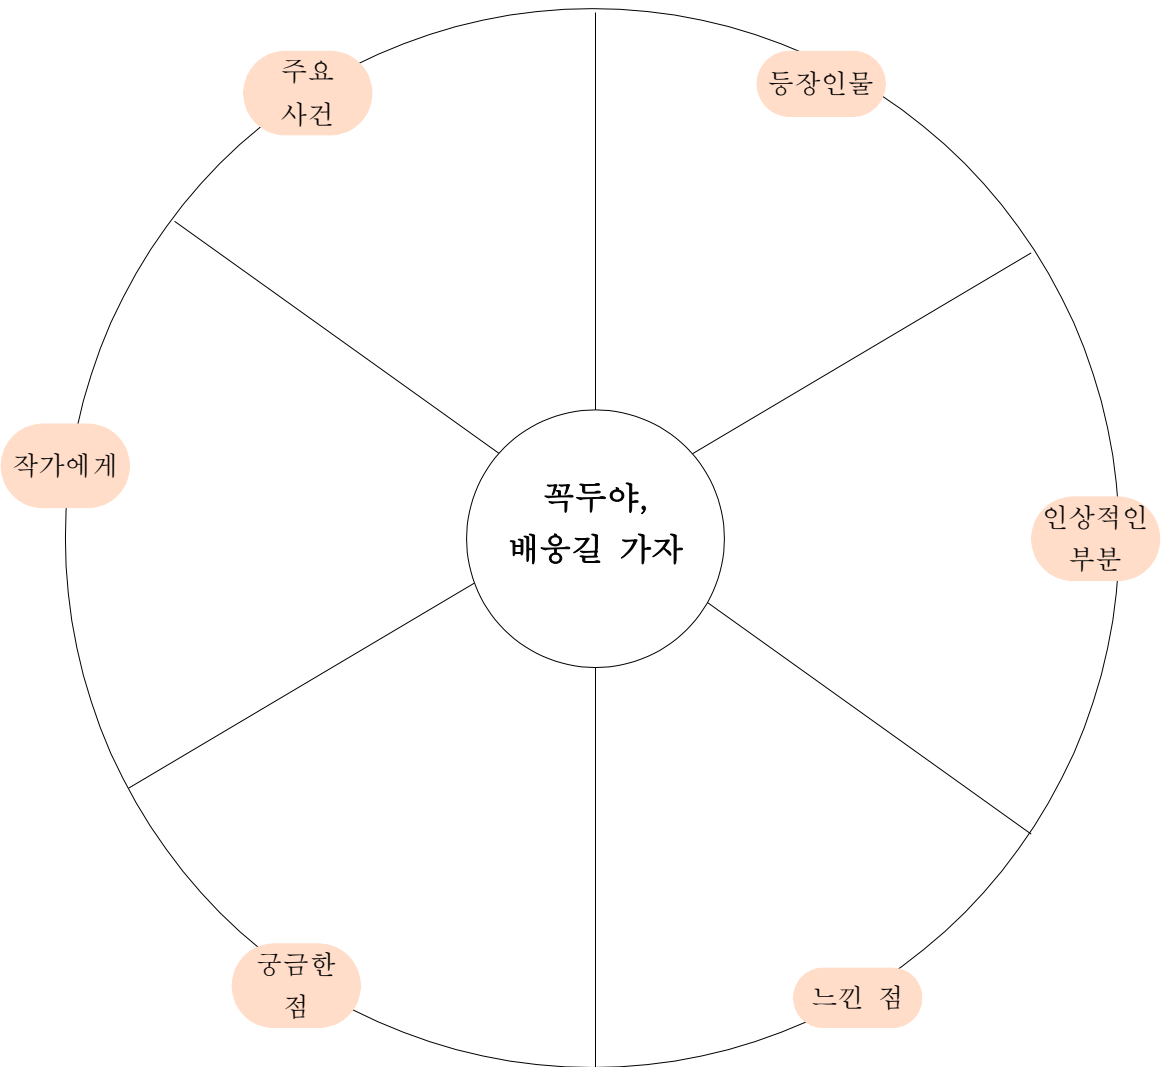 주요
사건
등장인물
작가에게
꼭두야,
배웅길 가자
인상적인
부분
궁금한
점
느낀 점